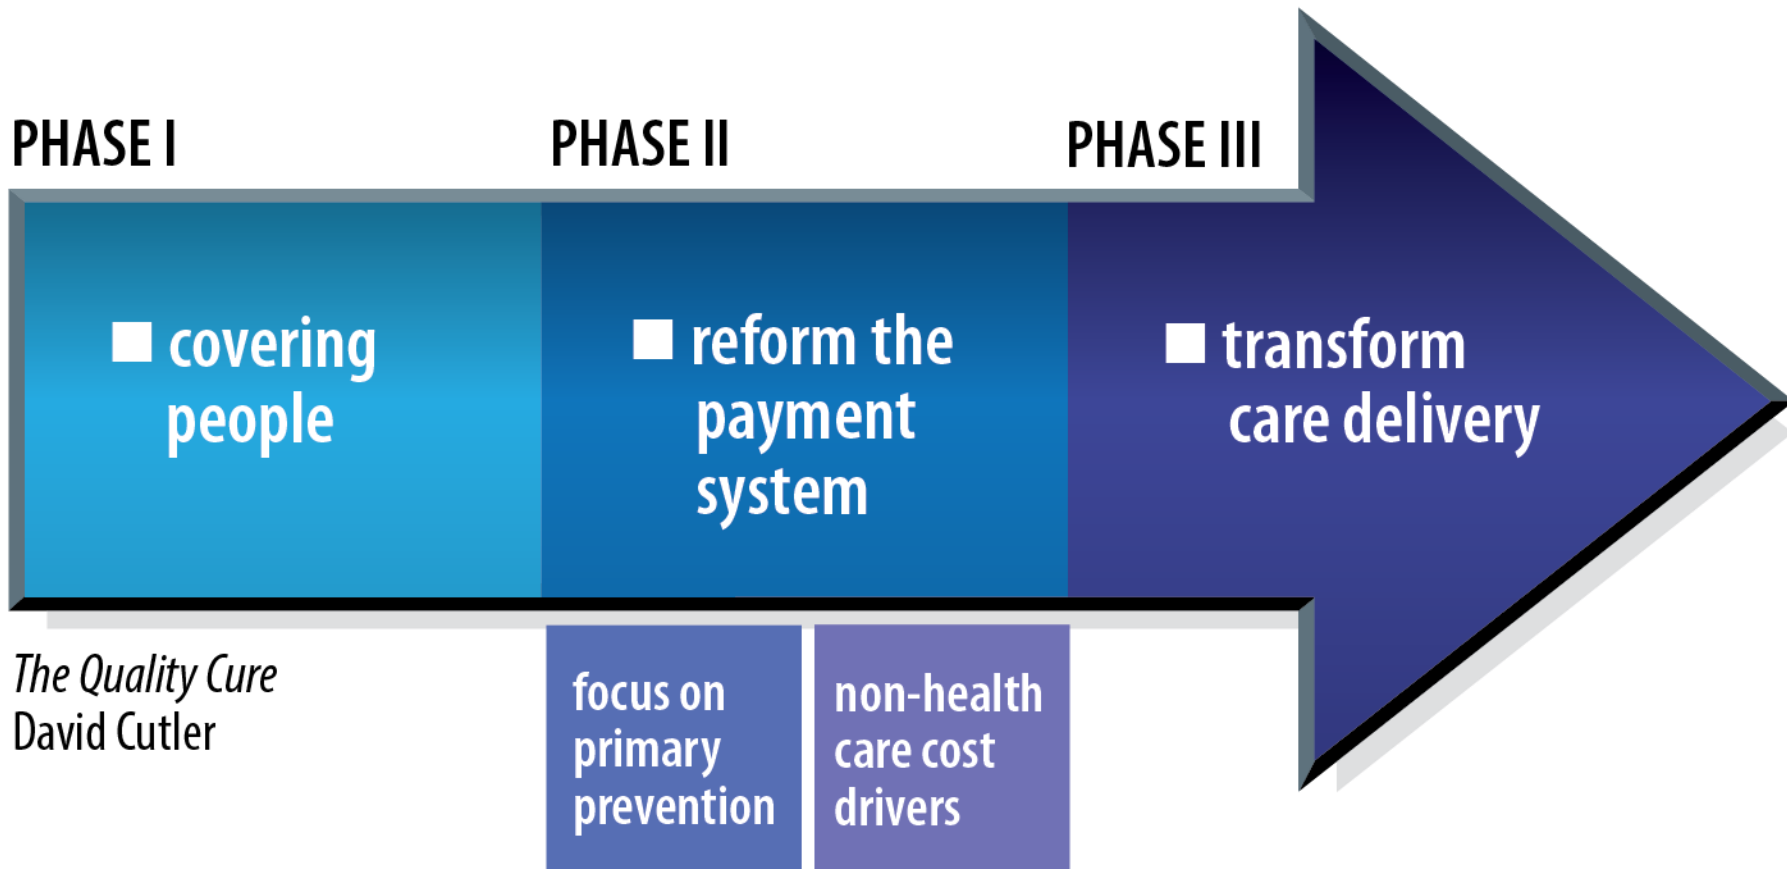 PHASE I
PHASE II
PHASE III
covering
people
reform the
payment
system
transform
care delivery
The Quality Cure
David Cutler
focus on
primary
prevention
non-health
care cost
drivers